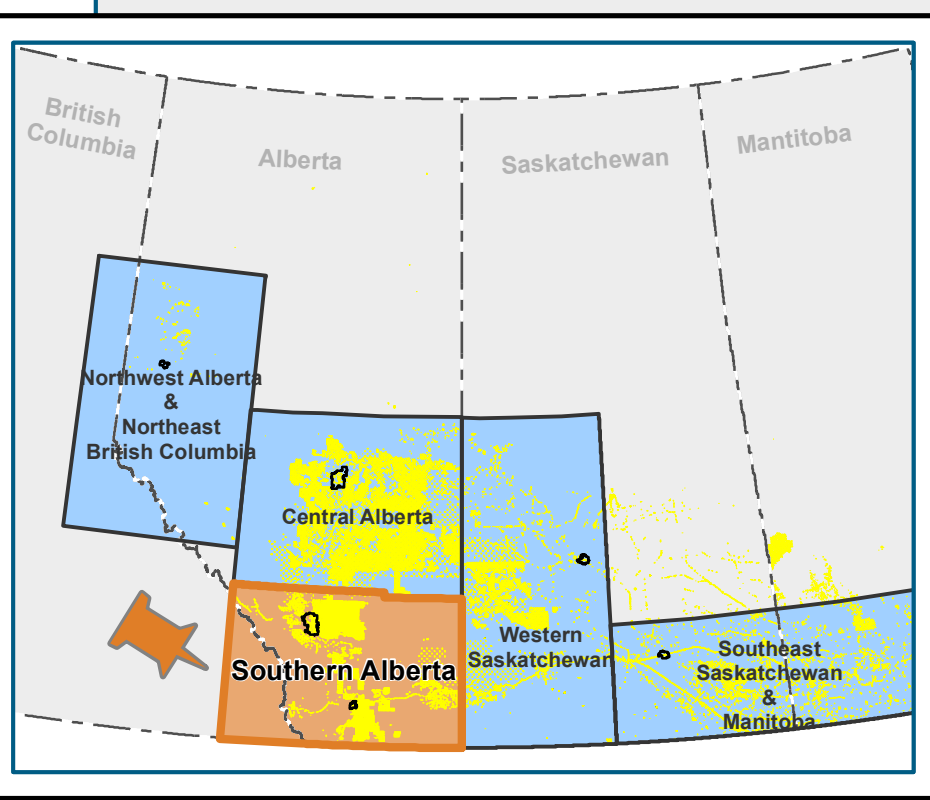 British
Columbia
Alberta
Saskatchewan
Mantitoba
Northwest Alberta
&
Northeast
British Columbia
Central Alberta
Western
Saskatchewan
Southern Alberta
Southeast
Saskatchewan
&
Manitoba